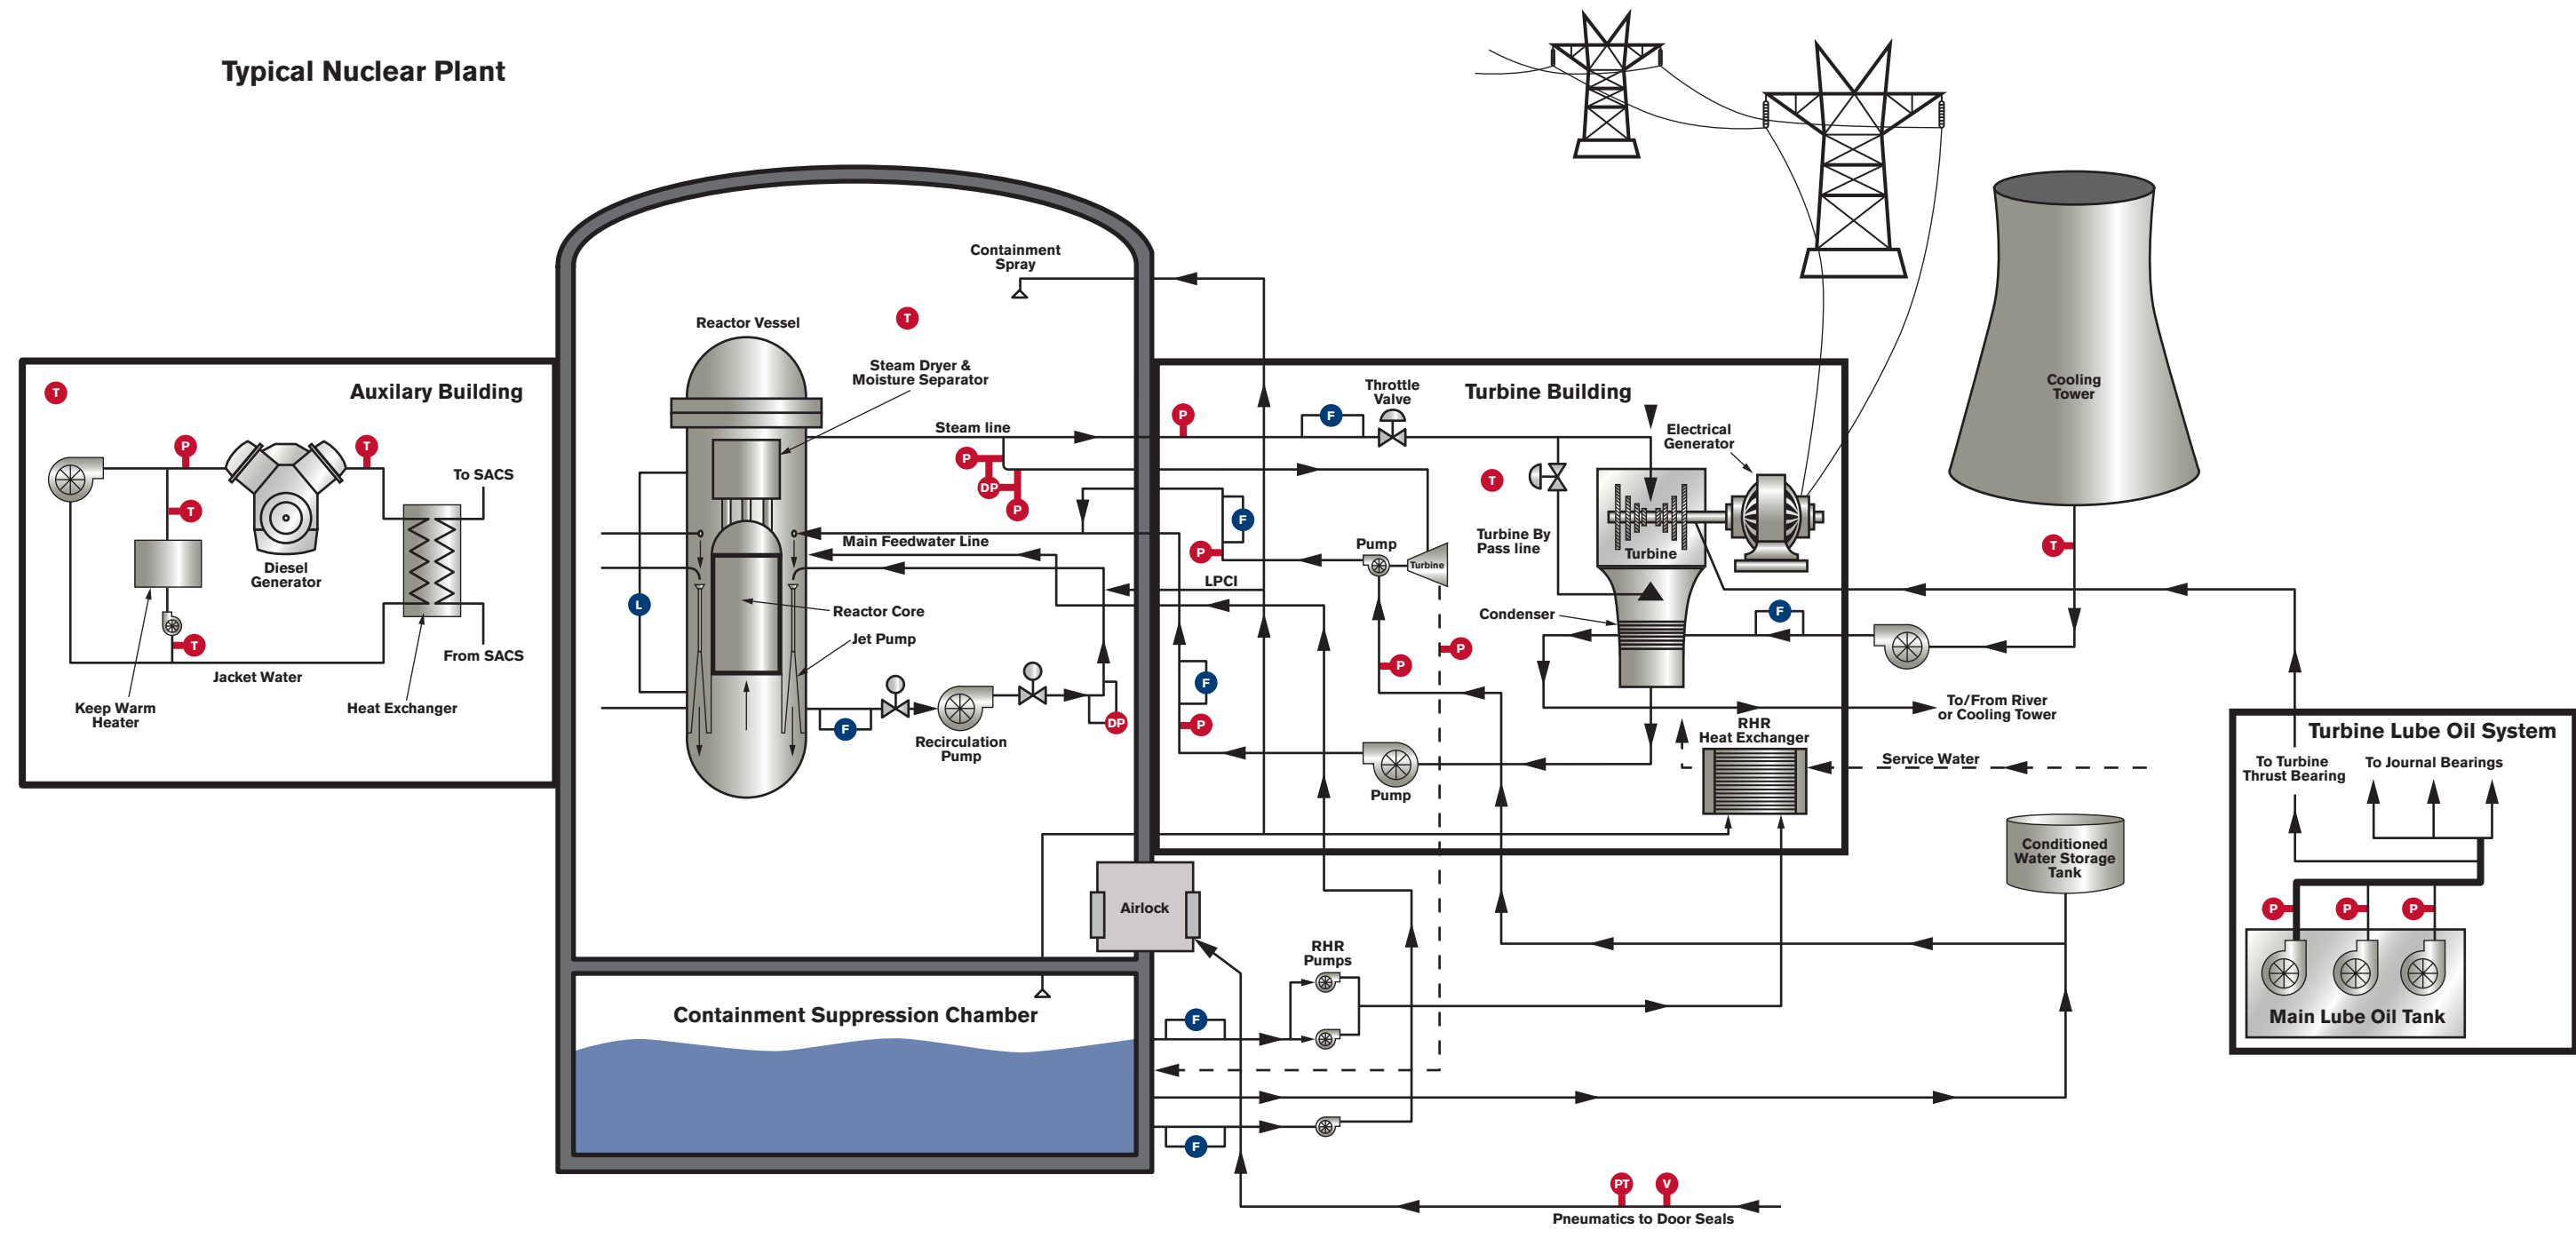 Typical Nuclear Plant
T
Auxilary Building
P
T
T
T
Diesel
Generator
To SACS
From SACS
Jacket Water
Keep Warm
Heater
Heat Exchanger
Containment
Spray
Reactor Vessel
T
Steam Dryer &
Moisture Separator
Steam line
P
DP
P
Main Feedwater Line
L
Reactor Core
Jet Pump
F
Recirculation
Pump
DP
LPCI
Turbine Building
P
F
Throttle
Valve
T
Electrical
Generator
F
P
Pump
Turbine
Turbine By
Pass line
Turbine
Condenser
F
F
P
P
P
Pump
RHR
Heat Exchanger
To/From River
or Cooling Tower
Service Water
Cooling
Tower
T
Conditioned
Water Storage
Tank
Turbine Lube Oil System
To Turbine
Thrust Bearing
To Journal Bearings
P
P
P
Main Lube Oil Tank
Airlock
RHR
Pumps
Containment Suppression Chamber
F
F
PT
V
Pneumatics to Door Seals